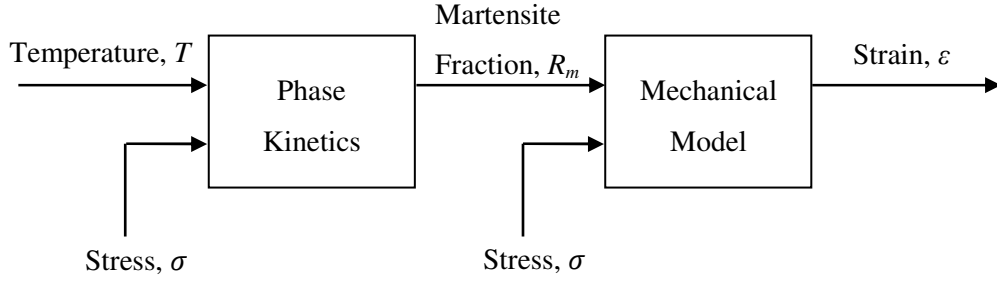 Martensite
Temperature, T
Fraction, Rₘ
Strain, ε
Phase
Kinetics
Mechanical
Model
Stress, σ
Stress, σ